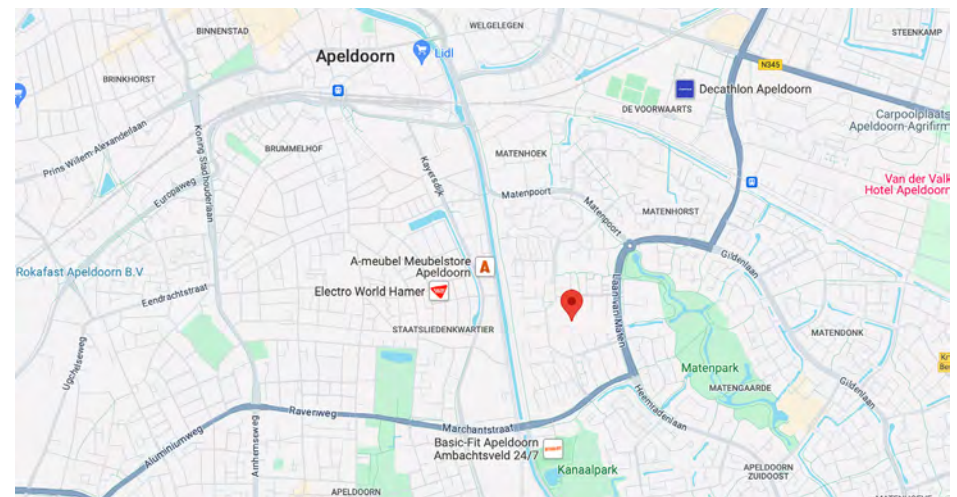 BINNENSTAD
WELGELEGEN
STEENKAMP
Apeldoorn
Lidl
BRINKHORST
N345
Decathlon Apeldoorn
DE VOORWAARTS
Carpoolplaats
Apeldoorn-Agrifirm
Prins Willem-Alexanderlaan
Koning Stadhouderlaan
BRUMMELHOF
Kayersdijk
MATENHOEK
Van der Valk
Hotel Apeldoorn
Europaweg
Matenpoort
Matenpoort
MATENHORST
A-meubel Meubelstore
Apeldoorn
A
Gildenlaan
Rokafast Apeldoorn B.V
Electro World Hamer
Laan van Maten
Eendrachtstraat
STAATSLIEDENKWARTIER
MATENDONK
Ugchelseweg
Matenpark
MATENGAARDE
Gildenlaan
Heemradenlaan
Ravenweg
Marchantstraat
Aluminiumweg
Arnhemseweg
Basic-Fit Apeldoorn
Ambachtsveld 24/7
Kanaalpark
APELDOORN
ZUIDOOST
APELDOORN